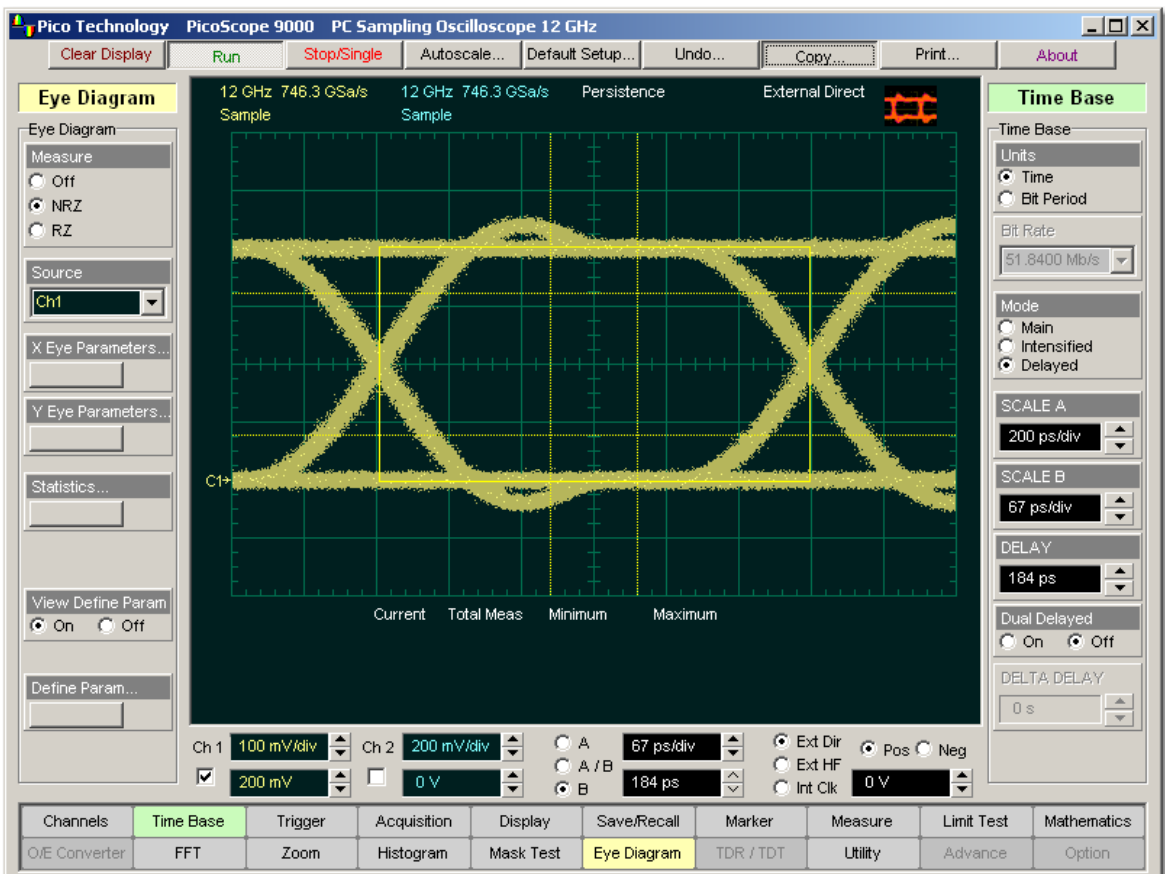 Pico Technology PicoScope 9000 PC Sampling Oscilloscope 12 GHz
Clear Display Run Stop/Single Autoscale... Default Setup... Undo... Copy... Print... About
Eye Diagram
Eye Diagram
Measure
Off
NRZ
RZ
Source
Ch1
X Eye Parameters...
Y Eye Parameters...
Statistics...
View Define Param
On Off
Define Param...
12 GHz 746.3 GSa/s 12 GHz 746.3 GSa/s Persistence External Direct
Sample Sample
C1
Current Total Meas Minimum Maximum
Time Base
Time Base
Units
Time
Bit Period
Bit Rate
51.8400 Mb/s
Mode
Main
Intensified
Delayed
SCALE A
200 ps/div
SCALE B
67 ps/div
DELAY
184 ps
Dual Delayed
On Off
DELTA DELAY
0 s
Ch 1 100 mV/div Ch 2 200 mV/div A 67 ps/div Ext Dir Pos Neg
A / B Ext HF
200 mV 0 V B 184 ps Int Clk 0 V
Channels Time Base Trigger Acquisition Display Save/Recall Marker Measure Limit Test Mathematics
O/E Converter FFT Zoom Histogram Mask Test Eye Diagram TDR / TDT Utility Advance Option